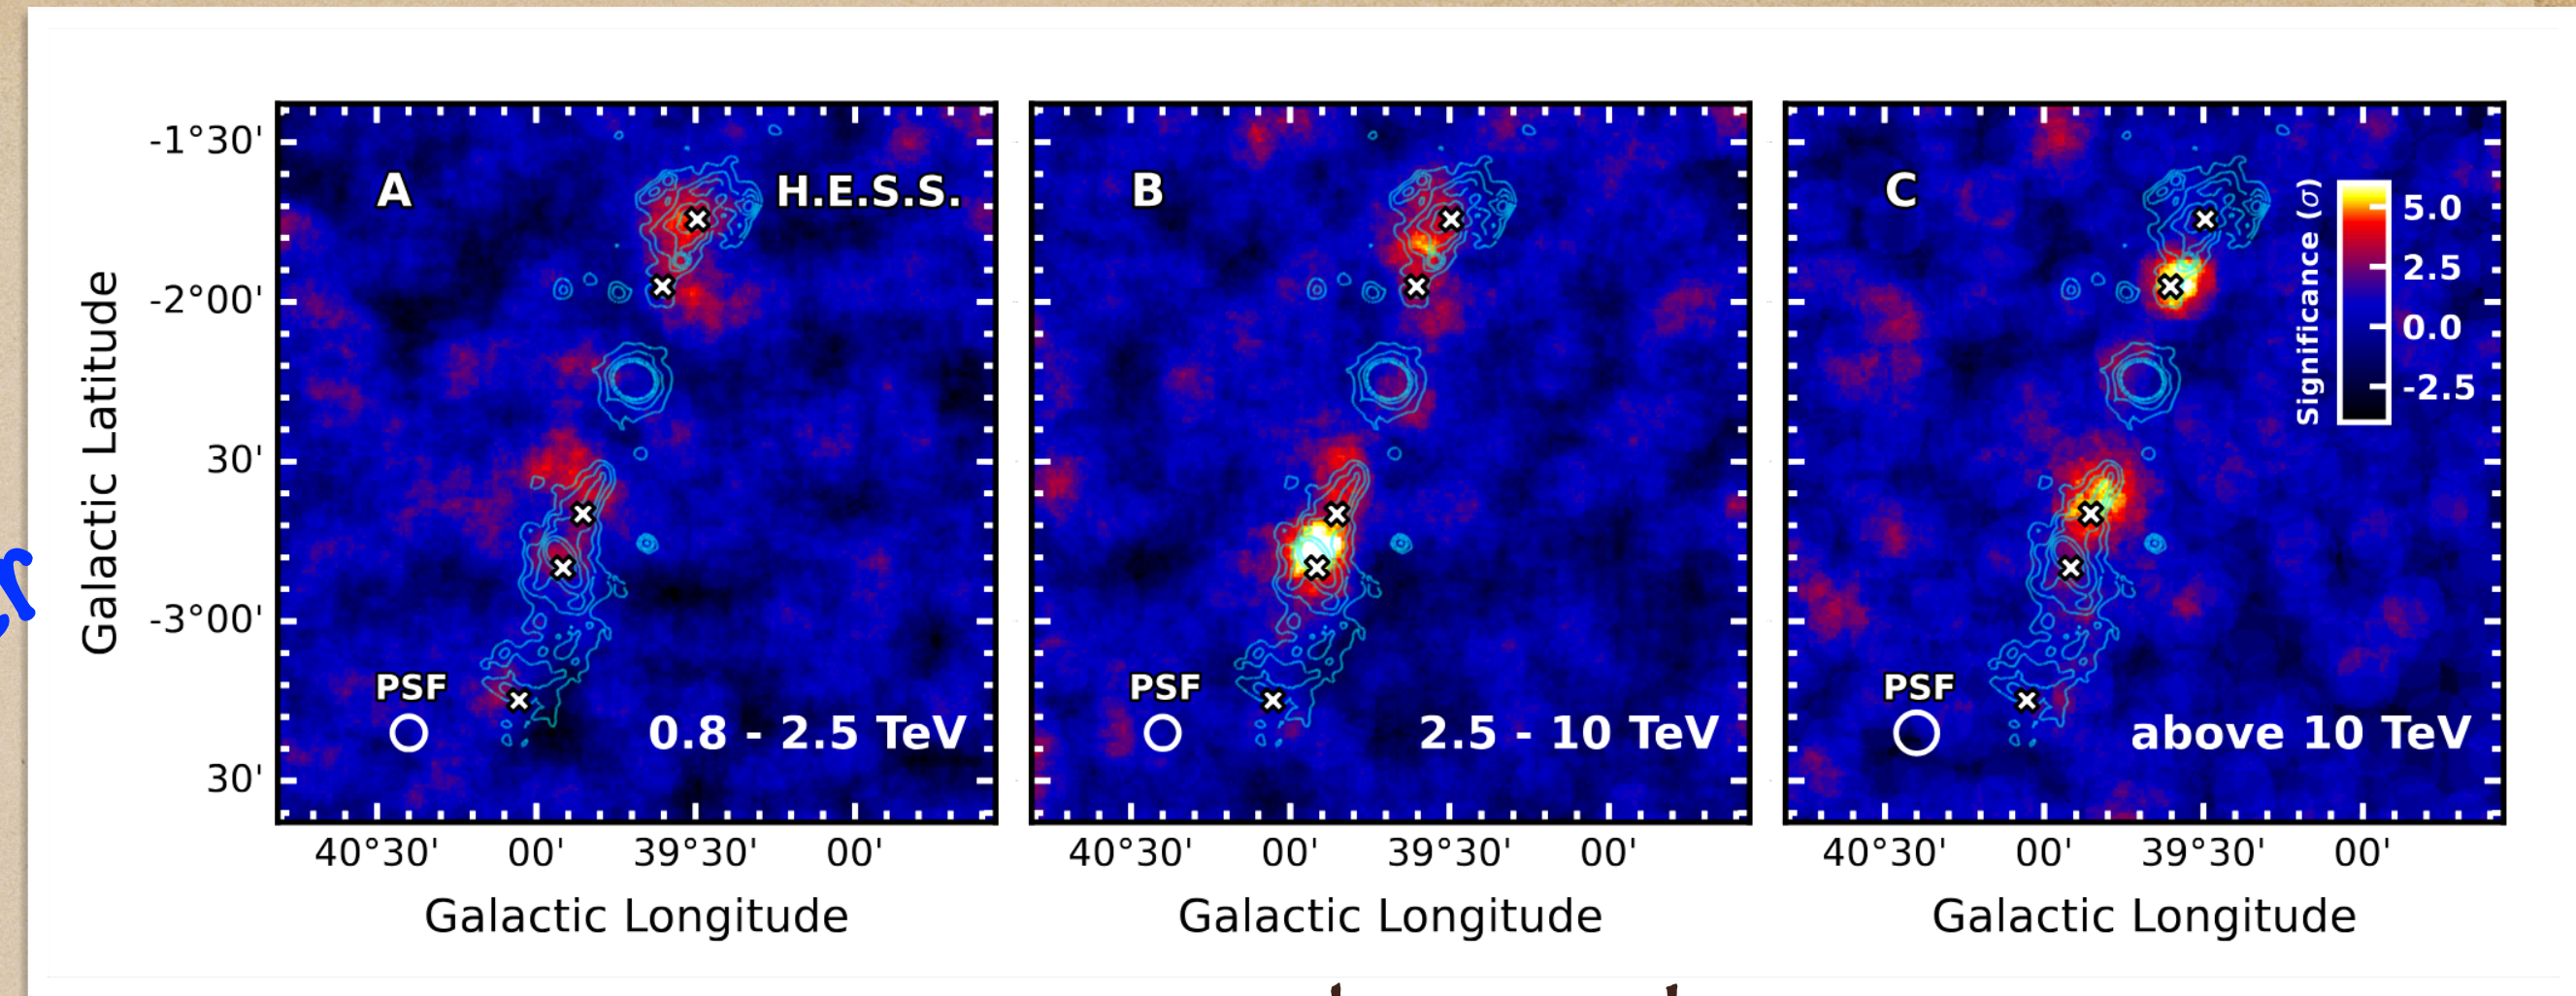 A
H.E.S.S.
B
C
Significance (σ)
5.0
2.5
0.0
-2.5
Galactic Latitude
-1°30'
-2°00'
30'
-3°00'
30'
PSF
0.8 - 2.5 TeV
PSF
2.5 - 10 TeV
PSF
above 10 TeV
40°30' 00' 39°30' 00'
40°30' 00' 39°30' 00'
40°30' 00' 39°30' 00'
Galactic Longitude
Galactic Longitude
Galactic Longitude